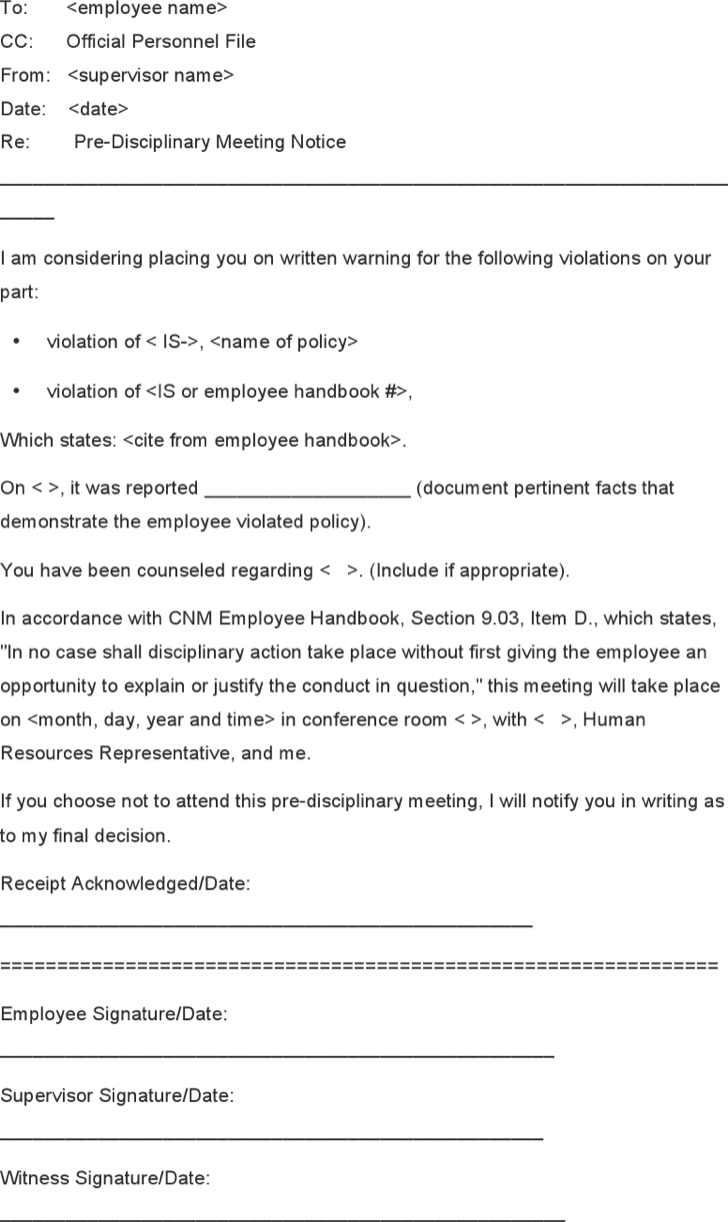 To: <employee name>
CC: Official Personnel File
From: <supervisor name>
Date: <date>
Re: Pre-Disciplinary Meeting Notice
_____________________________________________________________________
_____
I am considering placing you on written warning for the following violations on your
part:
• violation of < IS->, <name of policy>
• violation of <IS or employee handbook #>,
Which states: <cite from employee handbook>.
On < >, it was reported ____________________ (document pertinent facts that
demonstrate the employee violated policy).
You have been counseled regarding <   >. (Include if appropriate).
In accordance with CNM Employee Handbook, Section 9.03, Item D., which states,
"In no case shall disciplinary action take place without first giving the employee an
opportunity to explain or justify the conduct in question," this meeting will take place
on <month, day, year and time> in conference room < >, with <   >, Human
Resources Representative, and me.
If you choose not to attend this pre-disciplinary meeting, I will notify you in writing as
to my final decision.
Receipt Acknowledged/Date:
__________________________________________________
===============================================================
Employee Signature/Date:
____________________________________________________
Supervisor Signature/Date:
___________________________________________________
Witness Signature/Date:
_____________________________________________________